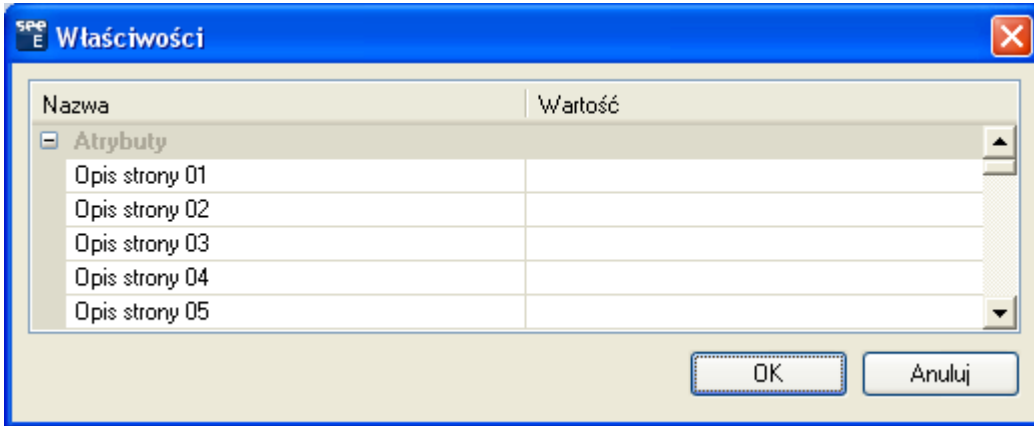 see E Właściwości
Nazwa Wartość
Atrybuty
Opis strony 01
Opis strony 02
Opis strony 03
Opis strony 04
Opis strony 05
OK Anuluj